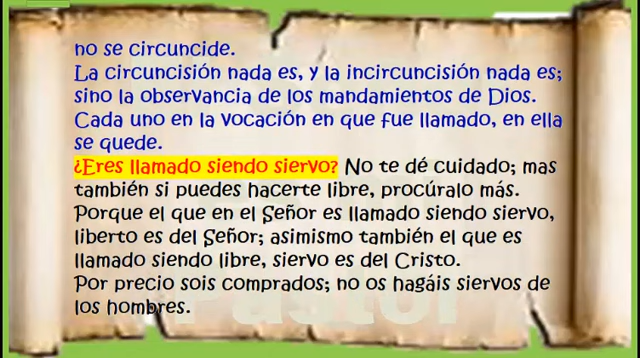 no se circuncide.
La circuncisión nada es, y la incircuncisión nada es;
sino la observancia de los mandamientos de Dios.
Cada uno en la vocación en que fue llamado, en ella
se quede.
¿Eres llamado siendo siervo? No te dé cuidado; mas
también si puedes hacerte libre, procúralo más.
Porque el que en el Señor es llamado siendo siervo,
liberto es del Señor; asimismo también el que es
llamado siendo libre, siervo es del Cristo.
Por precio sois comprados; no os hagáis siervos de
los hombres.
Pastor